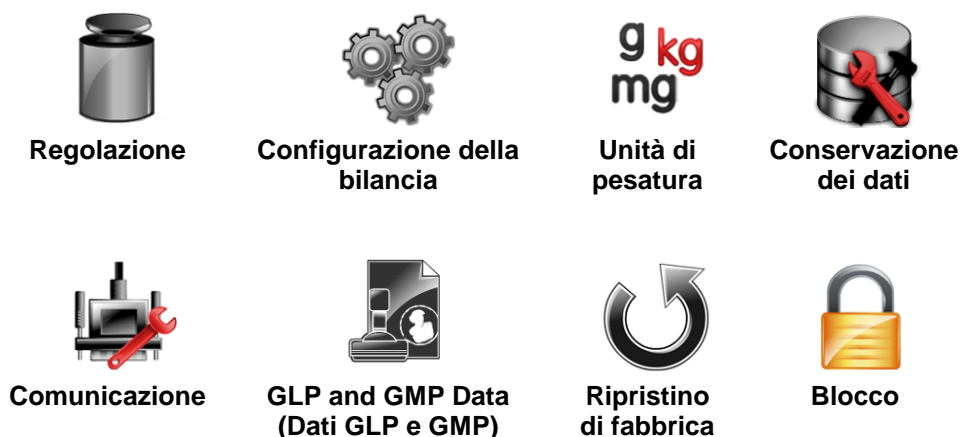 g kg
mg
Regolazione
Configurazione della
bilancia
Unità di
pesatura
Conservazione
dei dati
Comunicazione
GLP and GMP Data
(Dati GLP e GMP)
Ripristino
di fabbrica
Blocco